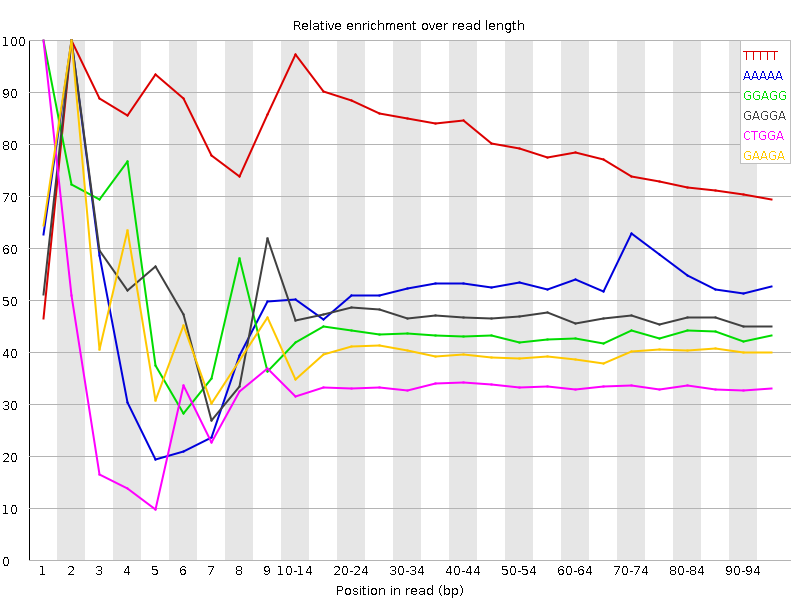 Relative enrichment over read length
100
90
80
70
60
50
40
30
20
10
0
TTTTT
AAAAA
GGAGG
GAGGA
CTGGA
GAAGA
1 2 3 4 5 6 7 8 9 10-14 20-24 30-34 40-44 50-54 60-64 70-74 80-84 90-94
Position in read (bp)